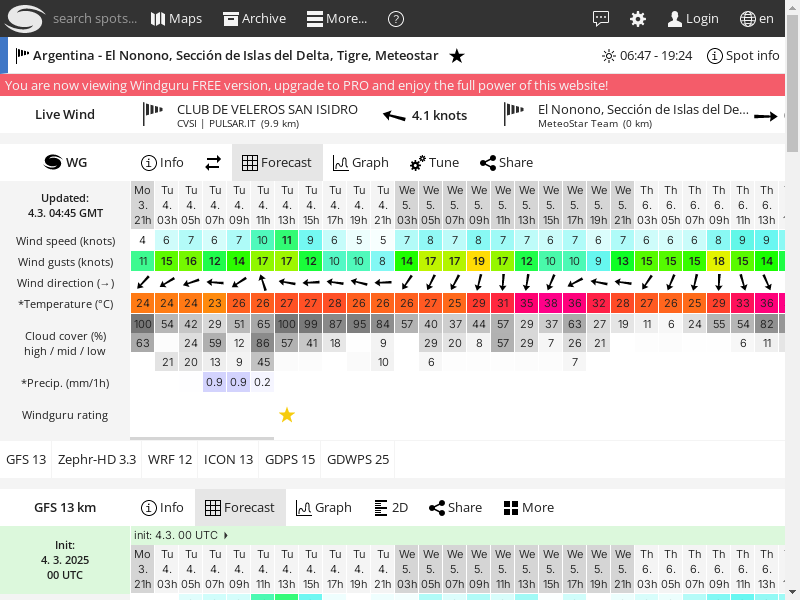 search spots... Maps Archive More... ? Login en
Argentina - El Nonono, Sección de Islas del Delta, Tigre, Meteostar ★ 06:47 - 19:24 Spot info
You are now viewing Windguru FREE version, upgrade to PRO and enjoy the full power of this website!
Live Wind CLUB DE VELEROS SAN ISIDRO 4.1 knots El Nonono, Sección de Islas del De...
CVSI | PULSAR.IT (9.9 km) MeteoStar Team (0 km)
WG Info Forecast Graph Tune Share
Updated: Mo Tu Tu Tu Tu Tu Tu Tu Tu Tu Tu We We We We We We We We We We Th Th Th Th Th Th
4.3. 04:45 GMT 3. 4. 4. 4. 4. 4. 4. 4. 4. 4. 4. 5. 5. 5. 5. 5. 5. 5. 5. 5. 5. 6. 6. 6. 6. 6. 6.
21h 03h 05h 07h 09h 11h 13h 15h 17h 19h 21h 03h 05h 07h 09h 11h 13h 15h 17h 19h 21h 03h 05h 07h 09h 11h 13h
Wind speed (knots) 4 6 7 6 7 10 11 9 6 5 5 7 8 7 8 7 7 6 7 6 7 6 6 6 8 9 9
Wind gusts (knots) 11 15 16 12 14 17 17 12 10 10 8 14 17 17 19 17 12 10 10 9 13 15 15 15 18 15 14
Wind direction (→)
*Temperature (°C) 24 24 24 23 26 26 27 27 28 26 26 26 27 25 29 31 35 38 36 32 28 27 26 25 29 33 36
Cloud cover (%) 100 54 42 29 51 65 100 99 87 95 84 57 40 37 44 57 29 37 63 27 19 11 6 24 55 54 82
high / mid / low 63 24 59 12 86 57 41 18 9 29 20 8 57 29 7 26 21 6 11
21 20 13 9 45 10 6 7
*Precip. (mm/1h) 0.9 0.9 0.2
Windguru rating ★
GFS 13 Zephr-HD 3.3 WRF 12 ICON 13 GDPS 15 GDWPS 25
GFS 13 km Info Forecast Graph 2D Share More
init: 4.3. 00 UTC
Init: Mo Tu Tu Tu Tu Tu Tu Tu Tu Tu Tu We We We We We We We We We We Th Th Th Th Th Th
4. 3. 2025 3. 4. 4. 4. 4. 4. 4. 4. 4. 4. 4. 5. 5. 5. 5. 5. 5. 5. 5. 5. 5. 6. 6. 6. 6. 6. 6.
00 UTC 21h 03h 05h 07h 09h 11h 13h 15h 17h 19h 21h 03h 05h 07h 09h 11h 13h 15h 17h 19h 21h 03h 05h 07h 09h 11h 13h